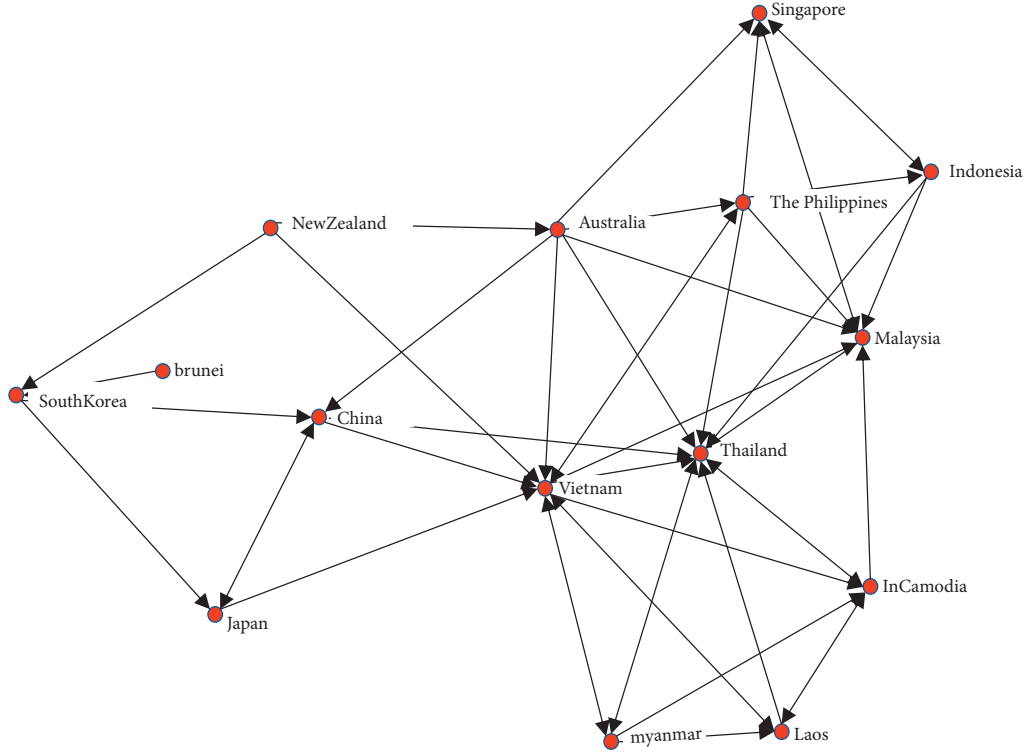 Singapore
Indonesia
The Philippines
NewZealand
Australia
Malaysia
brunei
SouthKorea
China
Thailand
Vietnam
InCamodia
Japan
myanmar
Laos